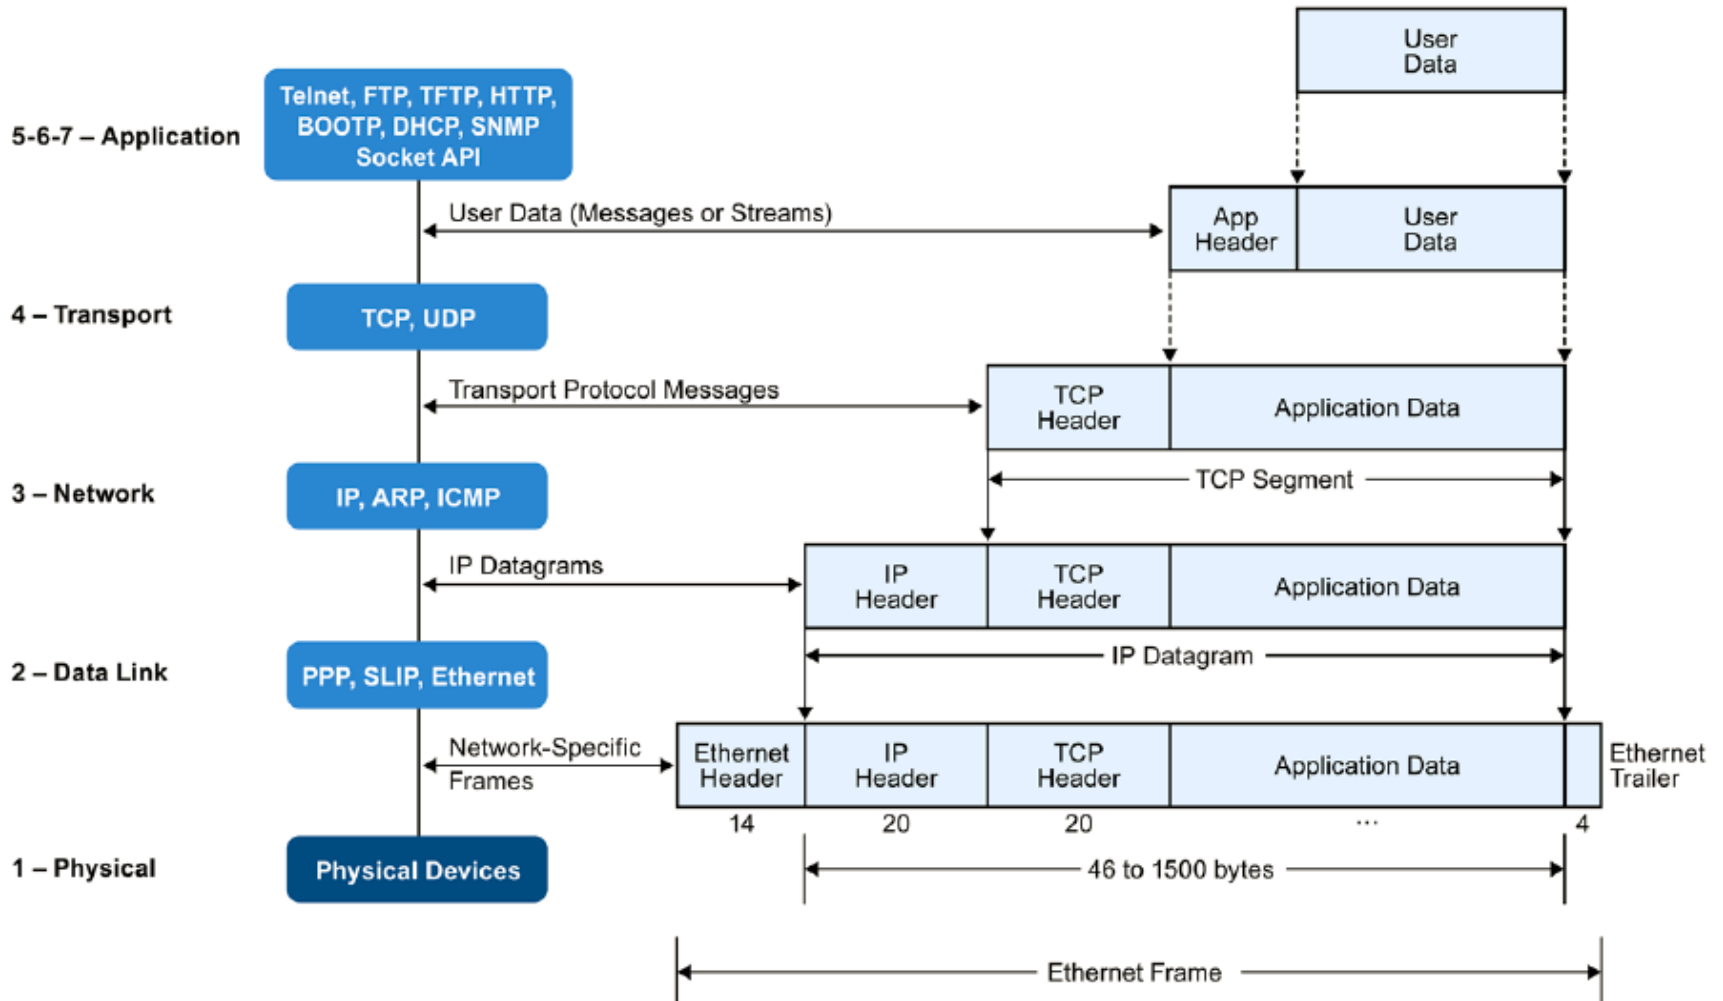 User
Data
Telnet, FTP, TFTP, HTTP,
BOOTP, DHCP, SNMP
Socket API
5-6-7 – Application
User Data (Messages or Streams)
App
Header
User
Data
4 – Transport
TCP, UDP
Transport Protocol Messages
TCP
Header
Application Data
TCP Segment
3 – Network
IP, ARP, ICMP
IP Datagrams
IP
Header
TCP
Header
Application Data
IP Datagram
2 – Data Link
PPP, SLIP, Ethernet
Network-Specific
Frames
Ethernet
Header
IP
Header
TCP
Header
Application Data
Ethernet
Trailer
14
20
20
...
4
1 – Physical
Physical Devices
46 to 1500 bytes
Ethernet Frame